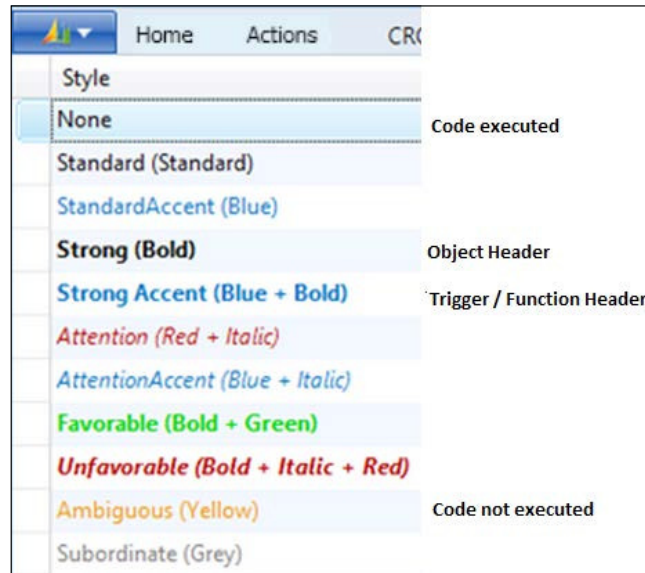 Home Actions CRO
Style
None Code executed
Standard (Standard)
StandardAccent (Blue)
Strong (Bold) Object Header
Strong Accent (Blue + Bold) Trigger / Function Header
Attention (Red + Italic)
AttentionAccent (Blue + Italic)
Favorable (Bold + Green)
Unfavorable (Bold + Italic + Red)
Ambiguous (Yellow) Code not executed
Subordinate (Grey)